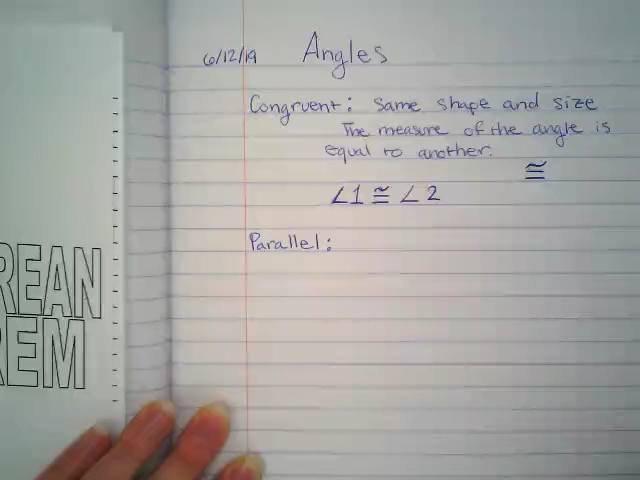 6/12/19 Angles
Congruent: Same shape and size
The measure of the angle is
equal to another.
≅
∠1 ≅ ∠2
Parallel:
REAN
REM